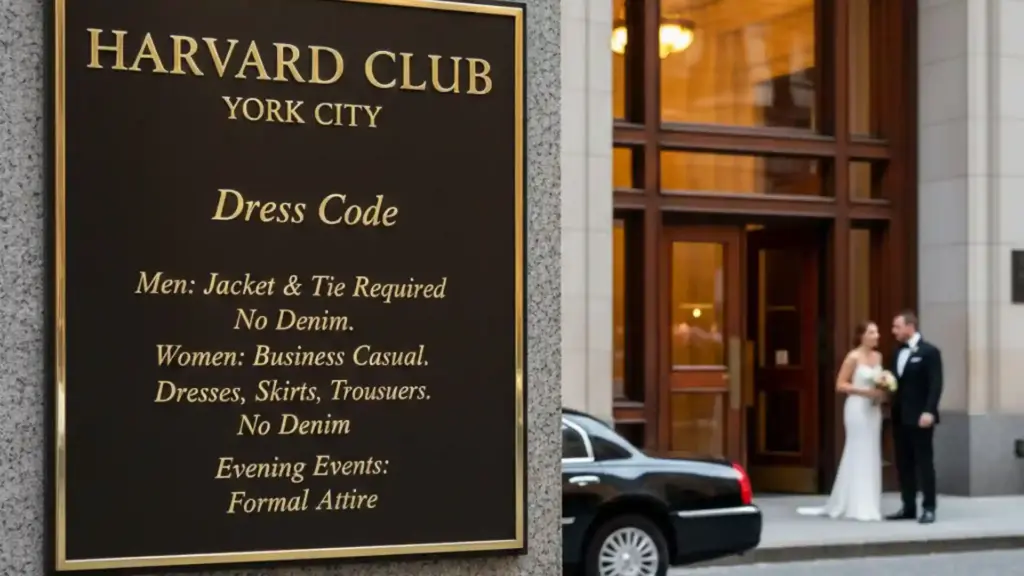 HARVARD CLUB
YORK CITY
Dress Code
Men: Jacket & Tie Required
No Denim.
Women: Business Casual.
Dresses, Skirts, Trousuers.
No Denim
Evening Events:
Formal Attire